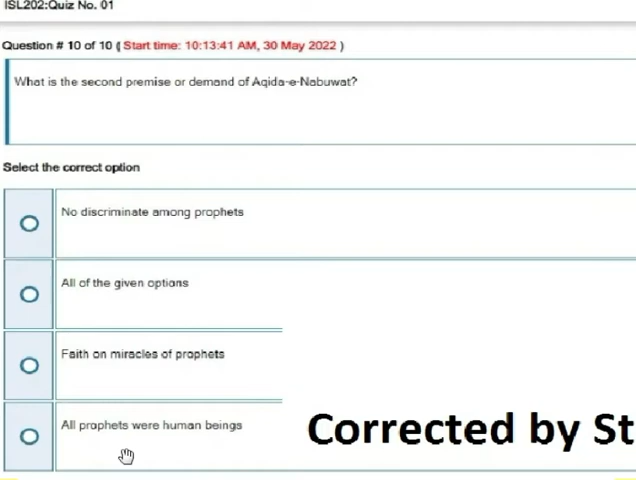 ISL202:Quiz No. 01
Question # 10 of 10 ( Start time: 10:13:41 AM, 30 May 2022 )
What is the second premise or demand of Aqida-e-Nabuwat?
Select the correct option
No discriminate among prophets
All of the given options
Faith on miracles of prophets
All prophets were human beings
Corrected by St